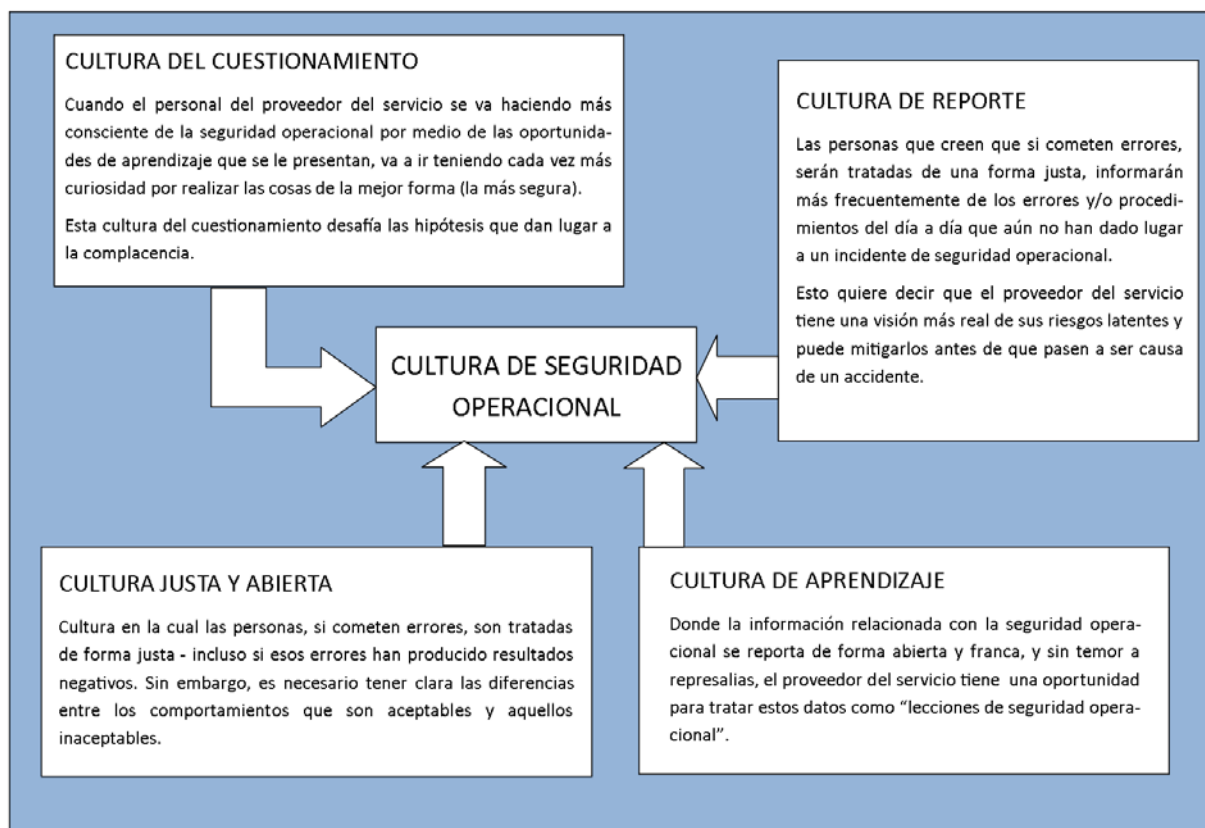 CULTURA DEL CUESTIONAMIENTO
Cuando el personal del proveedor del servicio se va haciendo más
consciente de la seguridad operacional por medio de las oportunida-
des de aprendizaje que se le presentan, va a ir teniendo cada vez más
curiosidad por realizar las cosas de la mejor forma (la más segura).
Esta cultura del cuestionamiento desafía las hipótesis que dan lugar a
la complacencia.
CULTURA DE REPORTE
Las personas que creen que si cometen errores,
serán tratadas de una forma justa, informarán
más frecuentemente de los errores y/o procedi-
mientos del día a día que aún no han dado lugar
a un incidente de seguridad operacional.
Esto quiere decir que el proveedor del servicio
tiene una visión más real de sus riesgos latentes y
puede mitigarlos antes de que pasen a ser causa
de un accidente.
CULTURA DE SEGURIDAD
OPERACIONAL
CULTURA JUSTA Y ABIERTA
Cultura en la cual las personas, si cometen errores, son tratadas
de forma justa - incluso si esos errores han producido resultados
negativos. Sin embargo, es necesario tener clara las diferencias
entre los comportamientos que son aceptables y aquellos
inaceptables.
CULTURA DE APRENDIZAJE
Donde la información relacionada con la seguridad opera-
cional se reporta de forma abierta y franca, y sin temor a
represalias, el proveedor del servicio tiene una oportunidad
para tratar estos datos como “lecciones de seguridad opera-
cional”.